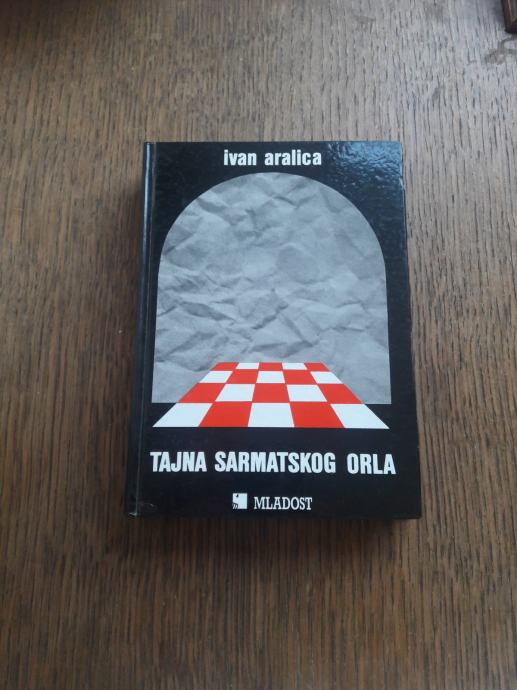 ivan aralica
TAJNA SARMATSKOG ORLA
MLADOST